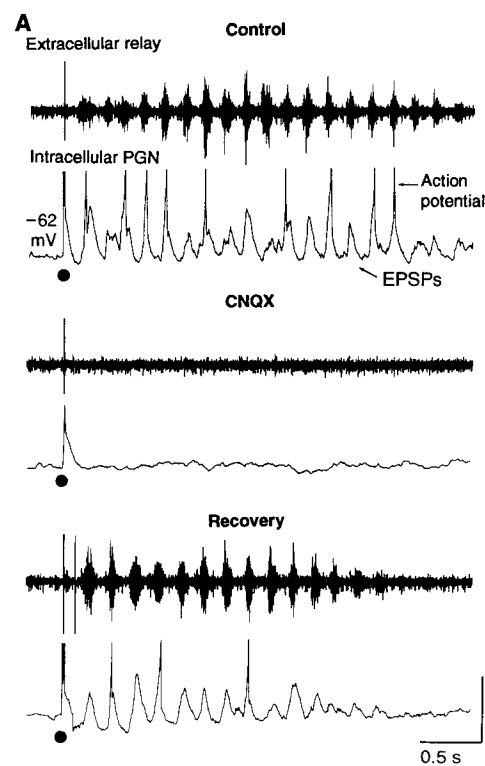 A
Control
Extracellular relay
Intracellular PGN
Action
potential
−62
mV
EPSPs
CNQX
Recovery
0.5 s